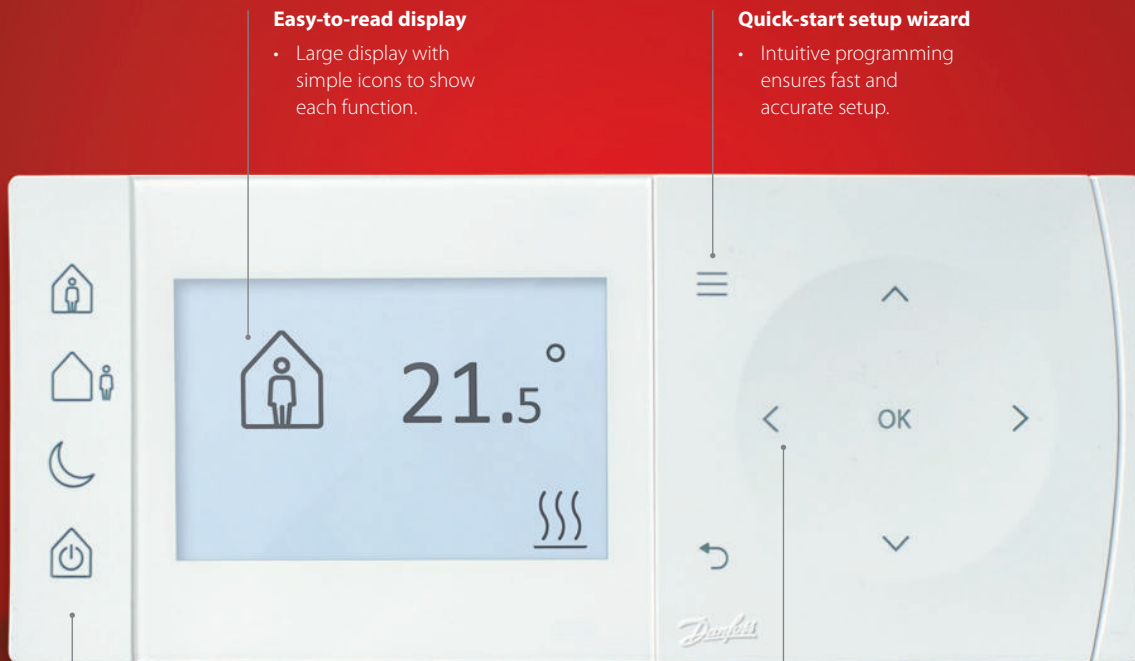 Easy-to-read display
• Large display with
simple icons to show
each function.
Quick-start setup wizard
• Intuitive programming
ensures fast and
accurate setup.
21.5°
OK
Danfoss